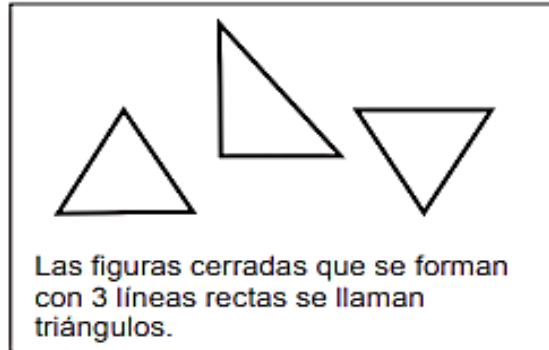 Las figuras cerradas que se forman
con 3 líneas rectas se llaman
triángulos.